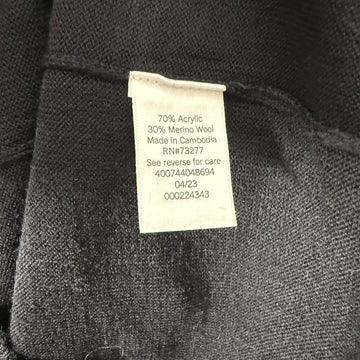 70% Acrylic
30% Merino Wool
Made in Cambodia
RN#73277
See reverse for care
400744048694
04/23
000224343